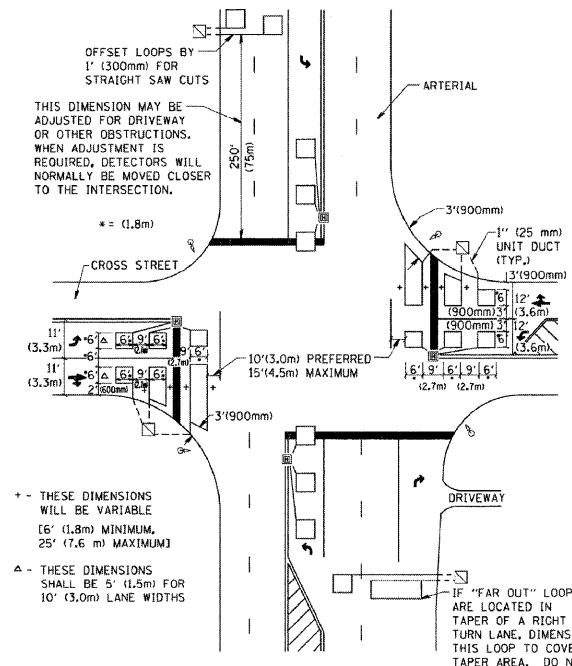 OFFSET LOOPS BY
1' (300mm) FOR
STRAIGHT SAW CUTS
ARTERIAL
THIS DIMENSION MAY BE
ADJUSTED FOR DRIVEWAY
OR OTHER OBSTRUCTIONS.
WHEN ADJUSTMENT IS
REQUIRED, DETECTORS WILL
NORMALLY BE MOVED CLOSER
TO THE INTERSECTION.
250'
(75m)
* = (1.8m)
3'(900mm)
1" (25 mm)
UNIT DUCT
(TYP.)
CROSS STREET
3'(900mm)
*6'
12'
(3.6m)
(900mm) 3'
(900mm) 3'
*6'
12'
(3.6m)
11'
(3.3m)
*6'
△ 6' 9' 6'
9' 6'
(2.7m)
*6'
11'
(3.3m)
*6'
△ 6' 9' 6'
2' (600mm)
10'(3.0m) PREFERRED
15'(4.5m) MAXIMUM
6' 9' 6' 9' 6'
(2.7m) (2.7m)
3'(900mm)
+ - THESE DIMENSIONS
WILL BE VARIABLE
[6' (1.8m) MINIMUM,
25' (7.6 m) MAXIMUM]
DRIVEWAY
△ - THESE DIMENSIONS
SHALL BE 5' (1.5m) FOR
10' (3.0m) LANE WIDTHS
IF "FAR OUT" LOOP
ARE LOCATED IN
TAPER OF A RIGHT
TURN LANE, DIMENS
THIS LOOP TO COVE
TAPER AREA. DO N